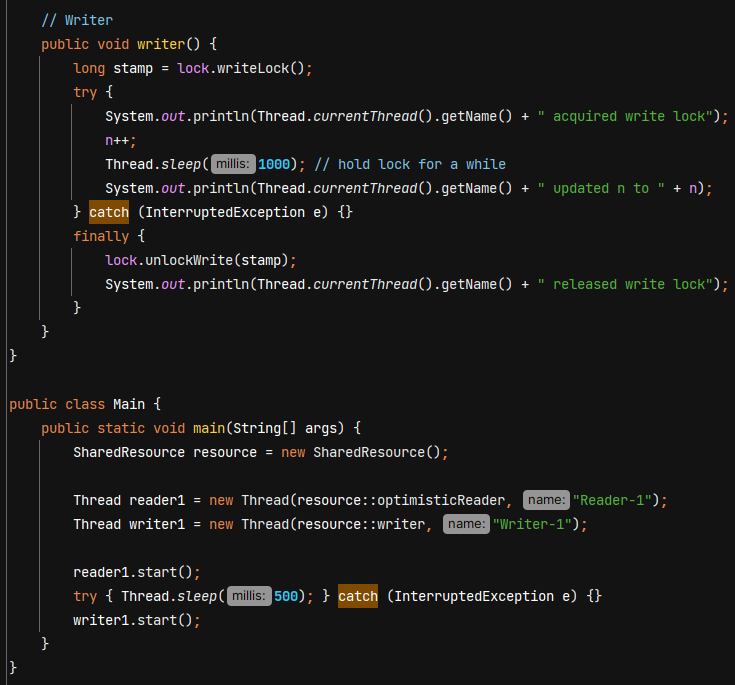 // Writer
    public void writer() {
        long stamp = lock.writeLock();
        try {
            System.out.println(Thread.currentThread().getName() + " acquired write lock");
            n++;
            Thread.sleep( millis: 1000); // hold lock for a while
            System.out.println(Thread.currentThread().getName() + " updated n to " + n);
        } catch (InterruptedException e) {}
        finally {
            lock.unlockWrite(stamp);
            System.out.println(Thread.currentThread().getName() + " released write lock");
        }
    }
}

public class Main {
    public static void main(String[] args) {
        SharedResource resource = new SharedResource();

        Thread reader1 = new Thread(resource::optimisticReader, name: "Reader-1");
        Thread writer1 = new Thread(resource::writer, name: "Writer-1");

        reader1.start();
        try { Thread.sleep( millis: 500); } catch (InterruptedException e) {}
        writer1.start();
    }
}